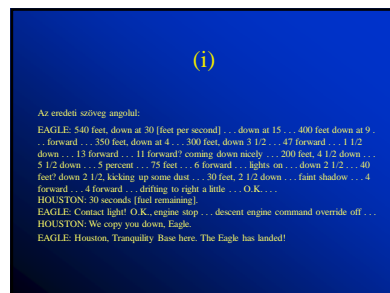 (i)
Az eredeti szöveg angolul:
EAGLE: 540 feet, down at 30 [feet per second] . . . down at 15 . . . 400 feet down at 9 .
. . forward . . . 350 feet, down at 4 . . . 300 feet, down 3 1/2 . . . 47 forward . . . 1 1/2
down . . . 13 forward . . . 11 forward? coming down nicely . . . 200 feet, 4 1/2 down . . .
5 1/2 down . . . 5 percent . . . 75 feet . . . 6 forward . . . lights on . . . down 2 1/2 . . . 40
feet? down 2 1/2, kicking up some dust . . . 30 feet, 2 1/2 down . . . faint shadow . . . 4
forward . . . 4 forward . . . drifting to right a little . . . O.K. . . .
HOUSTON: 30 seconds [fuel remaining].
EAGLE: Contact light! O.K., engine stop . . . descent engine command override off . . .
HOUSTON: We copy you down, Eagle.
EAGLE: Houston, Tranquility Base here. The Eagle has landed!